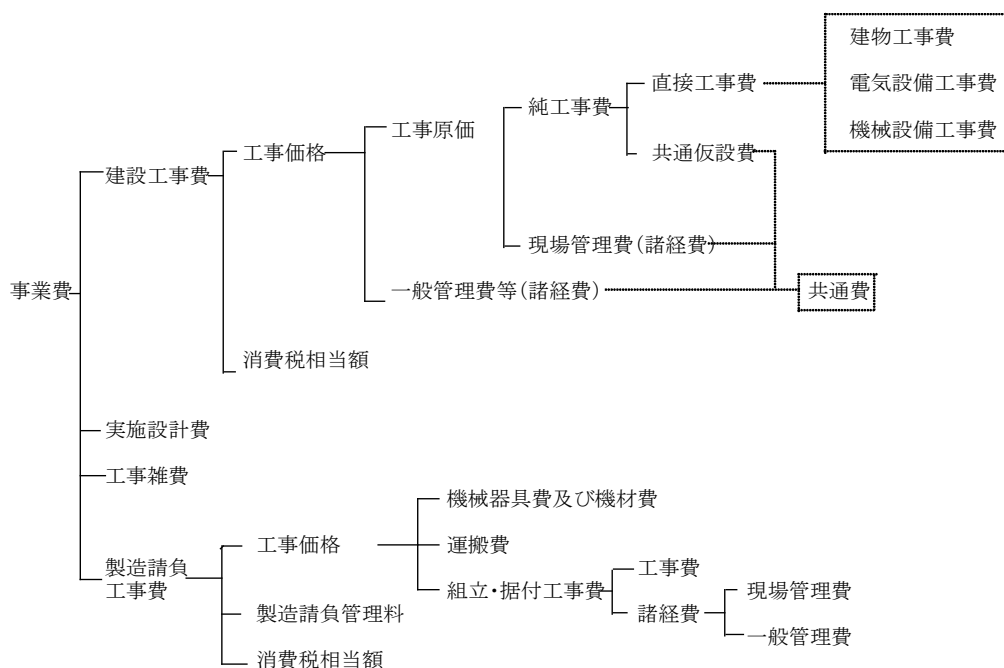 建物工事費
直接工事費
電気設備工事費
純工事費
工事原価
機械設備工事費
工事価格
共通仮設費
建設工事費
現場管理費(諸経費)
事業費
一般管理費等(諸経費)
共通費
消費税相当額
実施設計費
工事雑費
機械器具費及び機材費
工事価格
運搬費
製造請負
工事費
組立・据付工事費
工事費
諸経費
現場管理費
製造請負管理料
一般管理費
消費税相当額